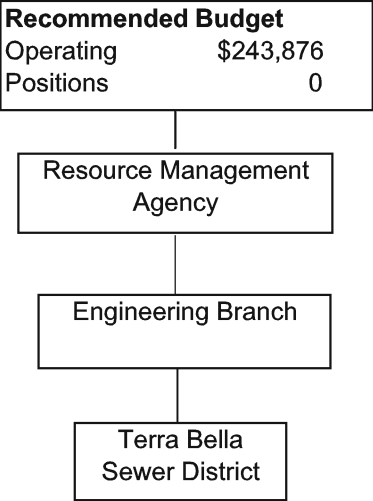 Recommended Budget
Operating $243,876
Positions 0
Resource Management
Agency
Engineering Branch
Terra Bella
Sewer District